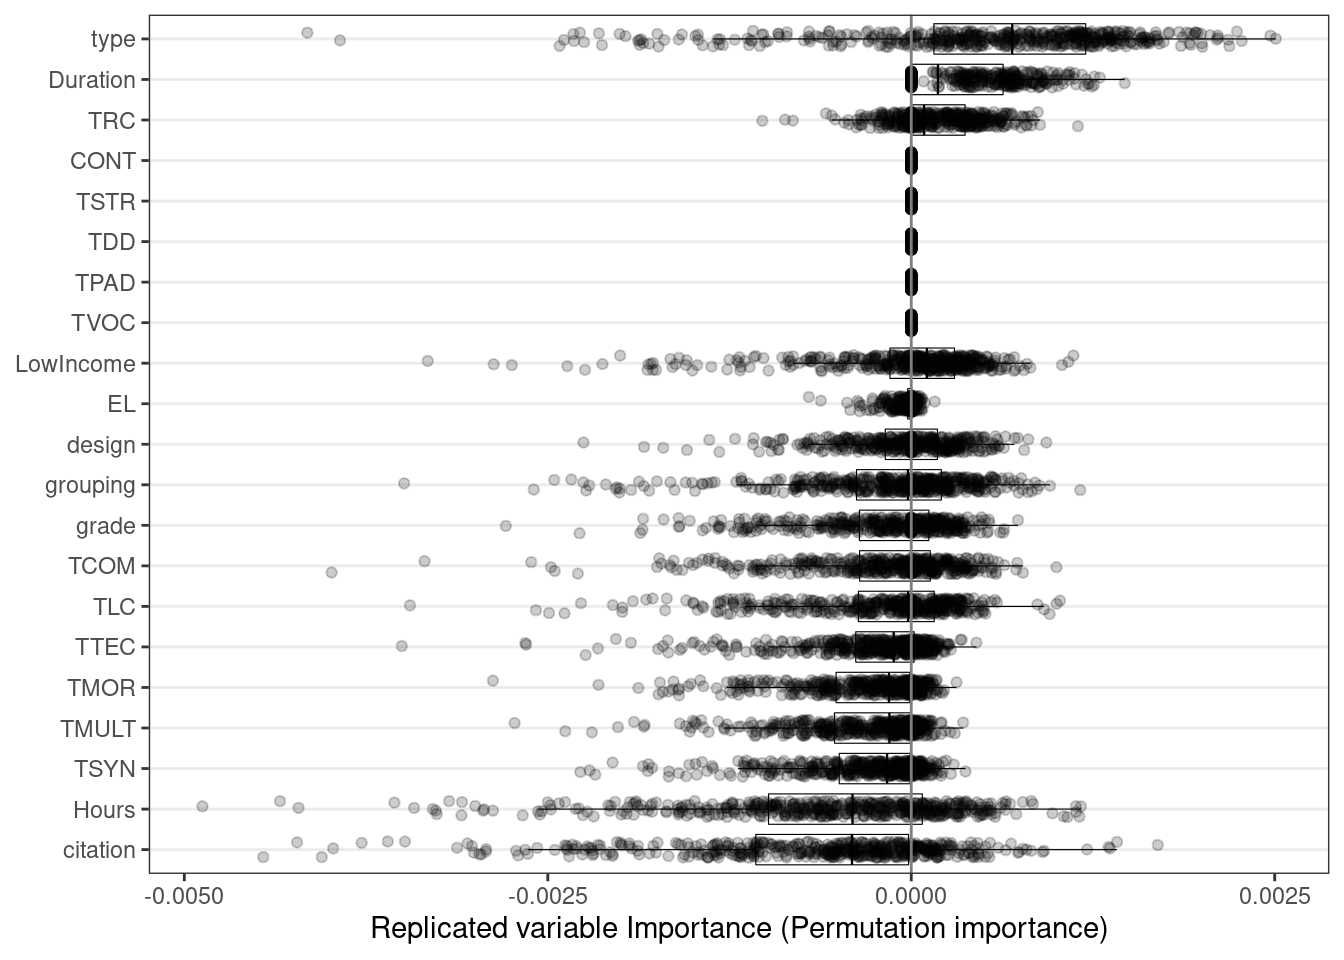 type
Duration
TRC
CONT
TSTR
TDD
TPAD
TVOC
LowIncome
EL
design
grouping
grade
TCOM
TLC
TTEC
TMOR
TMULT
TSYN
Hours
citation
-0.0050 -0.0025 0.0000 0.0025
Replicated variable Importance (Permutation importance)